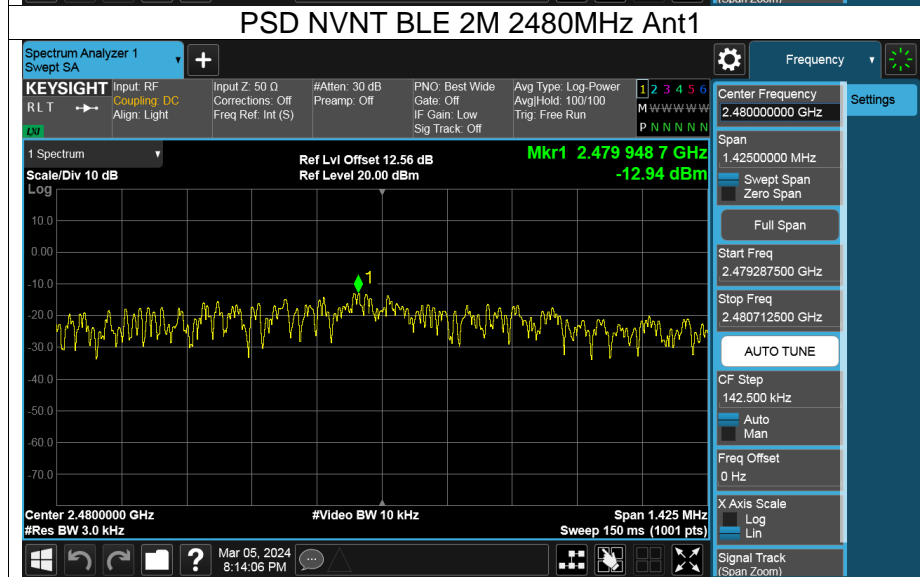 (Span Zoom)
PSD NVNT BLE 2M 2480MHz Ant1
Spectrum Analyzer 1
Swept SA
+
Frequency
KEYSIGHT
R L T
LXI
Input: RF
Coupling: DC
Align: Light
Input Z: 50 Ω
Corrections: Off
Freq Ref: Int (S)
#Atten: 30 dB
Preamp: Off
PNO: Best Wide
Gate: Off
IF Gain: Low
Sig Track: Off
Avg Type: Log-Power
Avg|Hold: 100/100
Trig: Free Run
1 2 3 4 5 6
M W W W W W
P N N N N N
Center Frequency
2.480000000 GHz
Settings
Span
1.42500000 MHz
Swept Span
Zero Span
Full Span
Start Freq
2.479287500 GHz
Stop Freq
2.480712500 GHz
AUTO TUNE
CF Step
142.500 kHz
Auto
Man
Freq Offset
0 Hz
X Axis Scale
Log
Lin
Signal Track
(Span Zoom)
1 Spectrum
Scale/Div 10 dB
Ref Lvl Offset 12.56 dB
Ref Level 20.00 dBm
Mkr1 2.479 948 7 GHz
-12.94 dBm
Log
10.0
0.00
-10.0
-20.0
-30.0
-40.0
-50.0
-60.0
-70.0
1
Center 2.4800000 GHz
#Res BW 3.0 kHz
#Video BW 10 kHz
Span 1.425 MHz
Sweep 150 ms (1001 pts)
?
Mar 05, 2024
8:14:06 PM